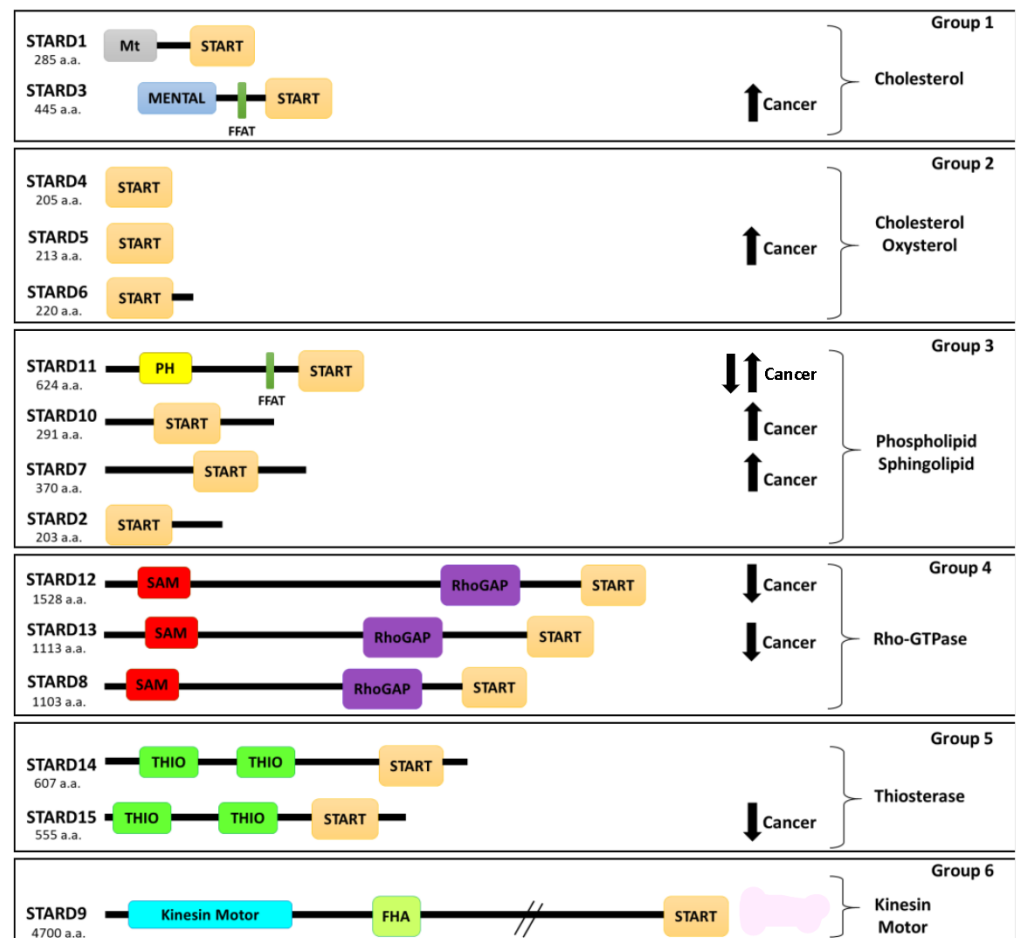 Group 1
STARD1 Mt START
285 a.a.
Cholesterol
STARD3 MENTAL START
445 a.a. Cancer
FFAT
Group 2
STARD4 START
205 a.a.
Cholesterol
Oxysterol
STARD5 START Cancer
213 a.a.
STARD6 START
220 a.a.
Group 3
STARD11 PH START Cancer
624 a.a.
FFAT
STARD10 START Cancer
291 a.a.
Phospholipid
Sphingolipid
STARD7 START Cancer
370 a.a.
STARD2 START
203 a.a.
Group 4
STARD12 SAM RhoGAP START Cancer
1528 a.a.
STARD13 SAM RhoGAP START Cancer
1113 a.a.
Rho-GTPase
STARD8 SAM RhoGAP START
1103 a.a.
Group 5
STARD14 THIO THIO START
607 a.a.
Thiosterase
STARD15 THIO THIO START Cancer
555 a.a.
Group 6
STARD9 Kinesin Motor FHA START
4700 a.a.
Kinesin
Motor